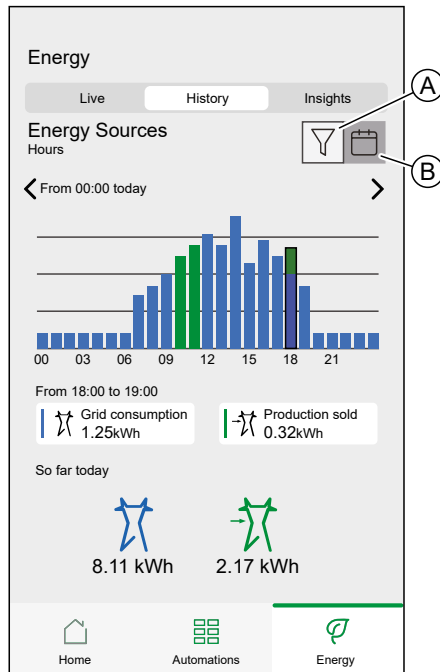 Energy
Live History Insights
A
Energy Sources
Hours
B
From 00:00 today
00 03 06 09 12 15 18 21
From 18:00 to 19:00
Grid consumption
1.25kWh
Production sold
0.32kWh
So far today
8.11 kWh 2.17 kWh
Home Automations Energy